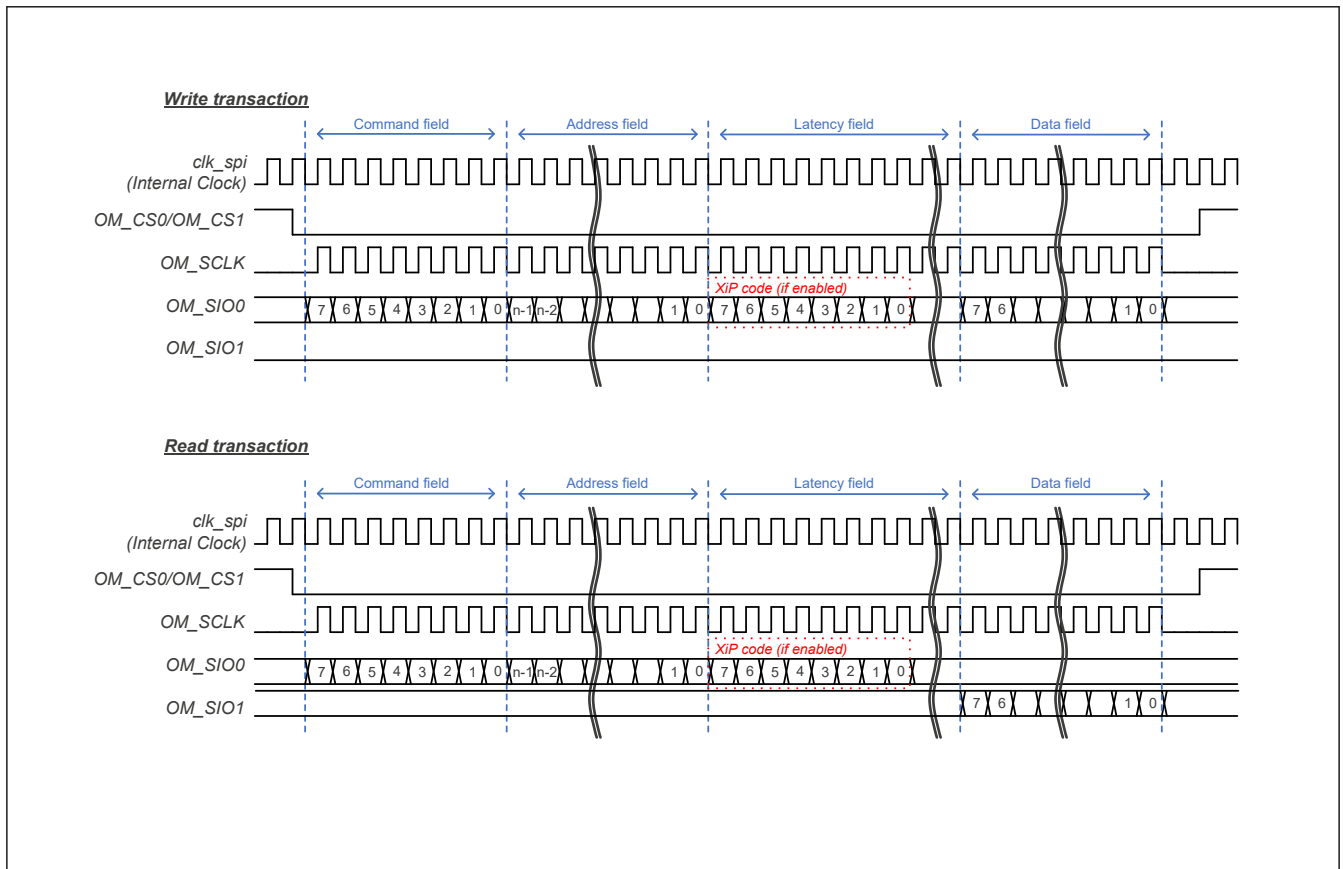 Write transaction
Command field Address field Latency field Data field
clk_spi
(Internal Clock)
OM_CS0/OM_CS1
OM_SCLK
XiP code (if enabled)
OM_SIO0 7 6 5 4 3 2 1 0 n-1 n-2 1 0 7 6 5 4 3 2 1 0 7 6 1 0
OM_SIO1
Read transaction
Command field Address field Latency field Data field
clk_spi
(Internal Clock)
OM_CS0/OM_CS1
OM_SCLK
XiP code (if enabled)
OM_SIO0 7 6 5 4 3 2 1 0 n-1 n-2 1 0 7 6 5 4 3 2 1 0
OM_SIO1 7 6 1 0